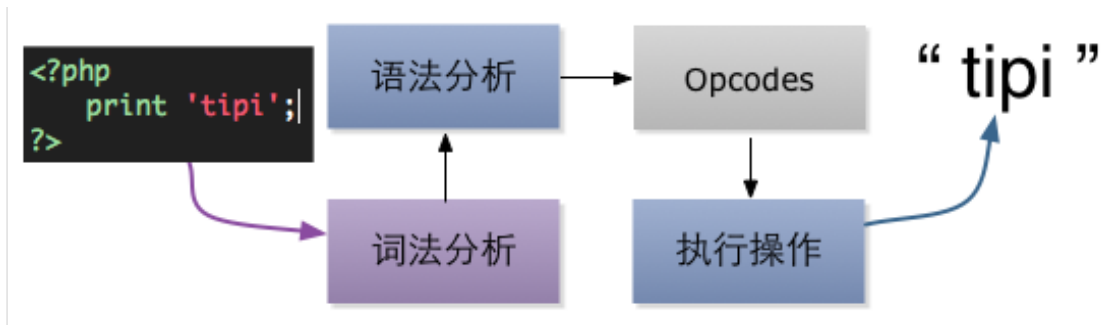 <?php
print 'tipi';
?>
语法分析
Opcodes
“ tipi ”
词法分析
执行操作